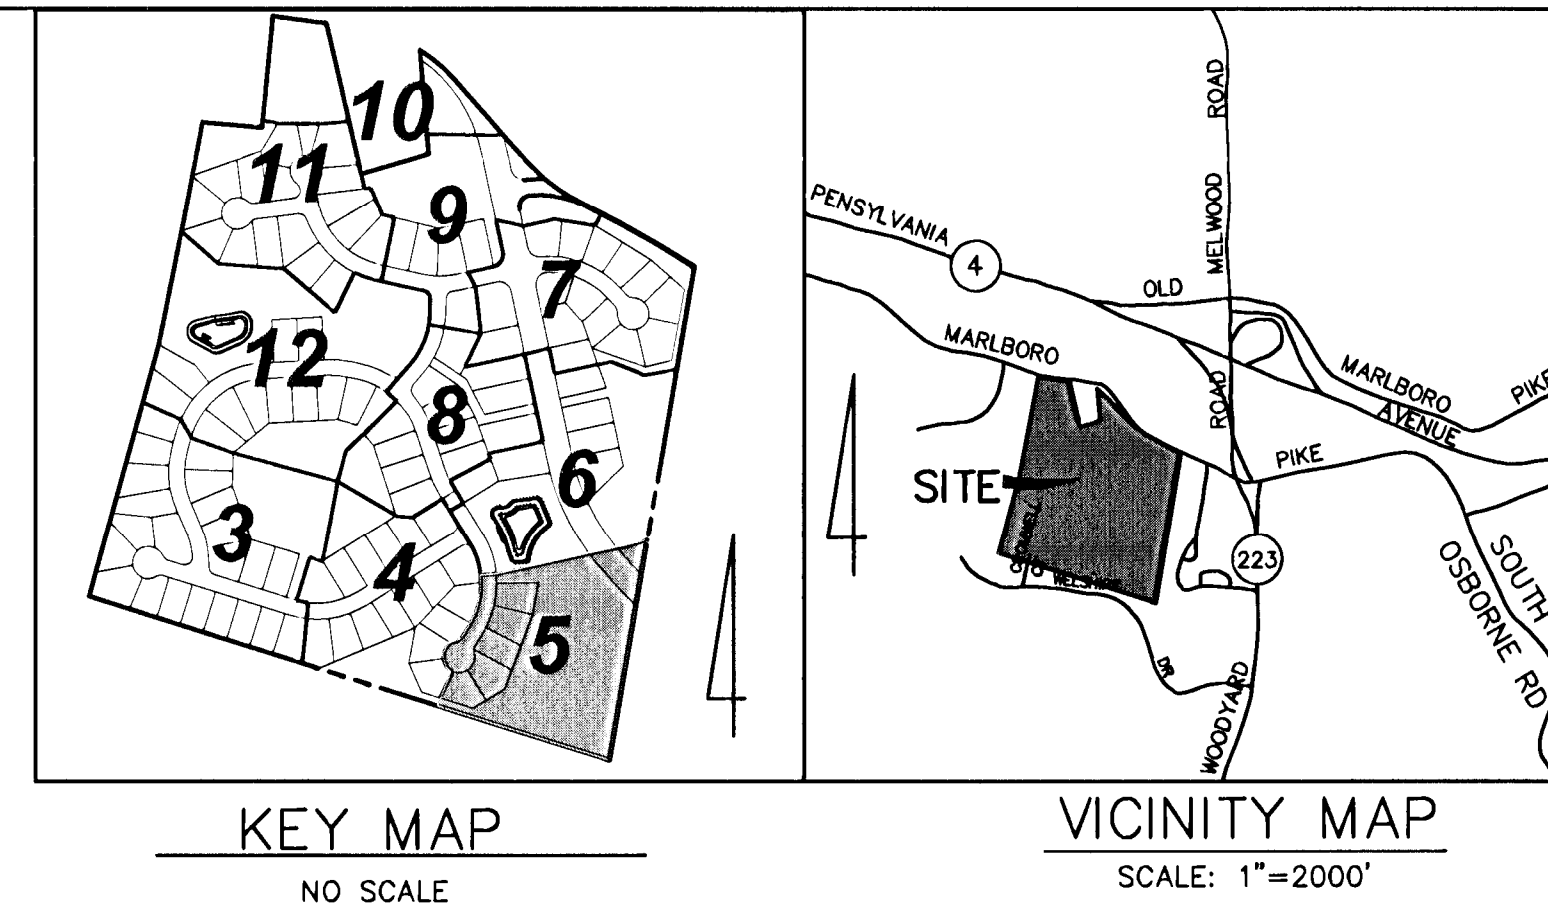 10
11
9
7
12
8
6
3
4
5
KEY MAP
NO SCALE
ROAD
MELWOOD
PENSYLVANIA
4
OLD
MARLBORO
MARLBORO
PIKE
AVENUE
ROAD
PIKE
SITE
223
SOUTH
OSBORNE RD
DR
WOODYARD
VICINITY MAP
SCALE: 1"=2000'